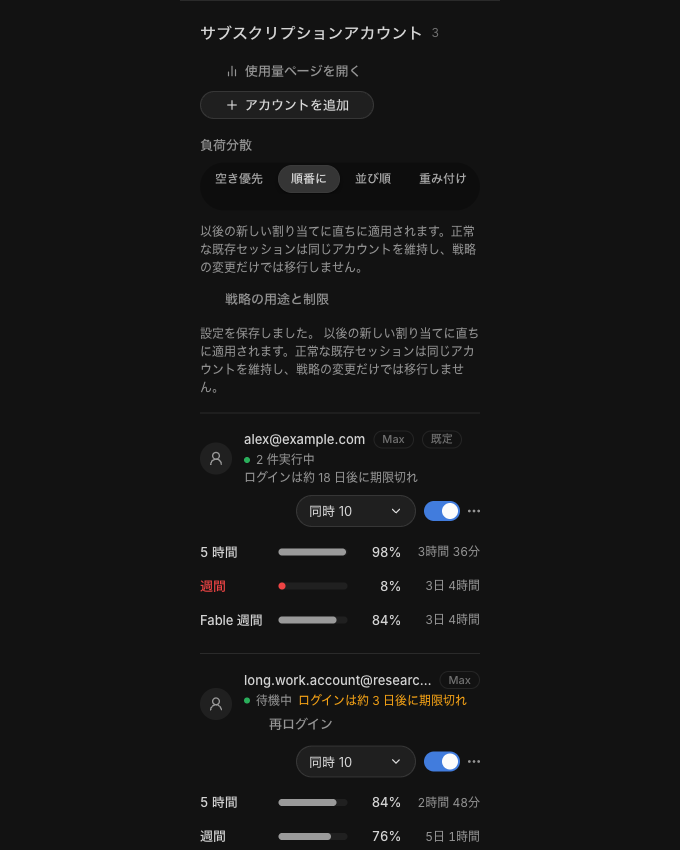 サブスクリプションアカウント 3
使用量ページを開く
+ アカウントを追加
負荷分散
空き優先 順番に 並び順 重み付け
以後の新しい割り当てに直ちに適用されます。正常
な既存セッションは同じアカウントを維持し、戦略
の変更だけでは移行しません。
戦略の用途と制限
設定を保存しました。 以後の新しい割り当てに直ち
に適用されます。正常な既存セッションは同じアカ
ウントを維持し、戦略の変更だけでは移行しませ
ん。
alex@example.com Max 既定
2 件実行中
ログインは約 18 日後に期限切れ
同時 10
5 時間 98% 3時間 36分
週間 8% 3日 4時間
Fable 週間 84% 3日 4時間
long.work.account@researc... Max
待機中 ログインは約 3 日後に期限切れ
再ログイン
同時 10
5 時間 84% 2時間 48分
週間 76% 5日 1時間